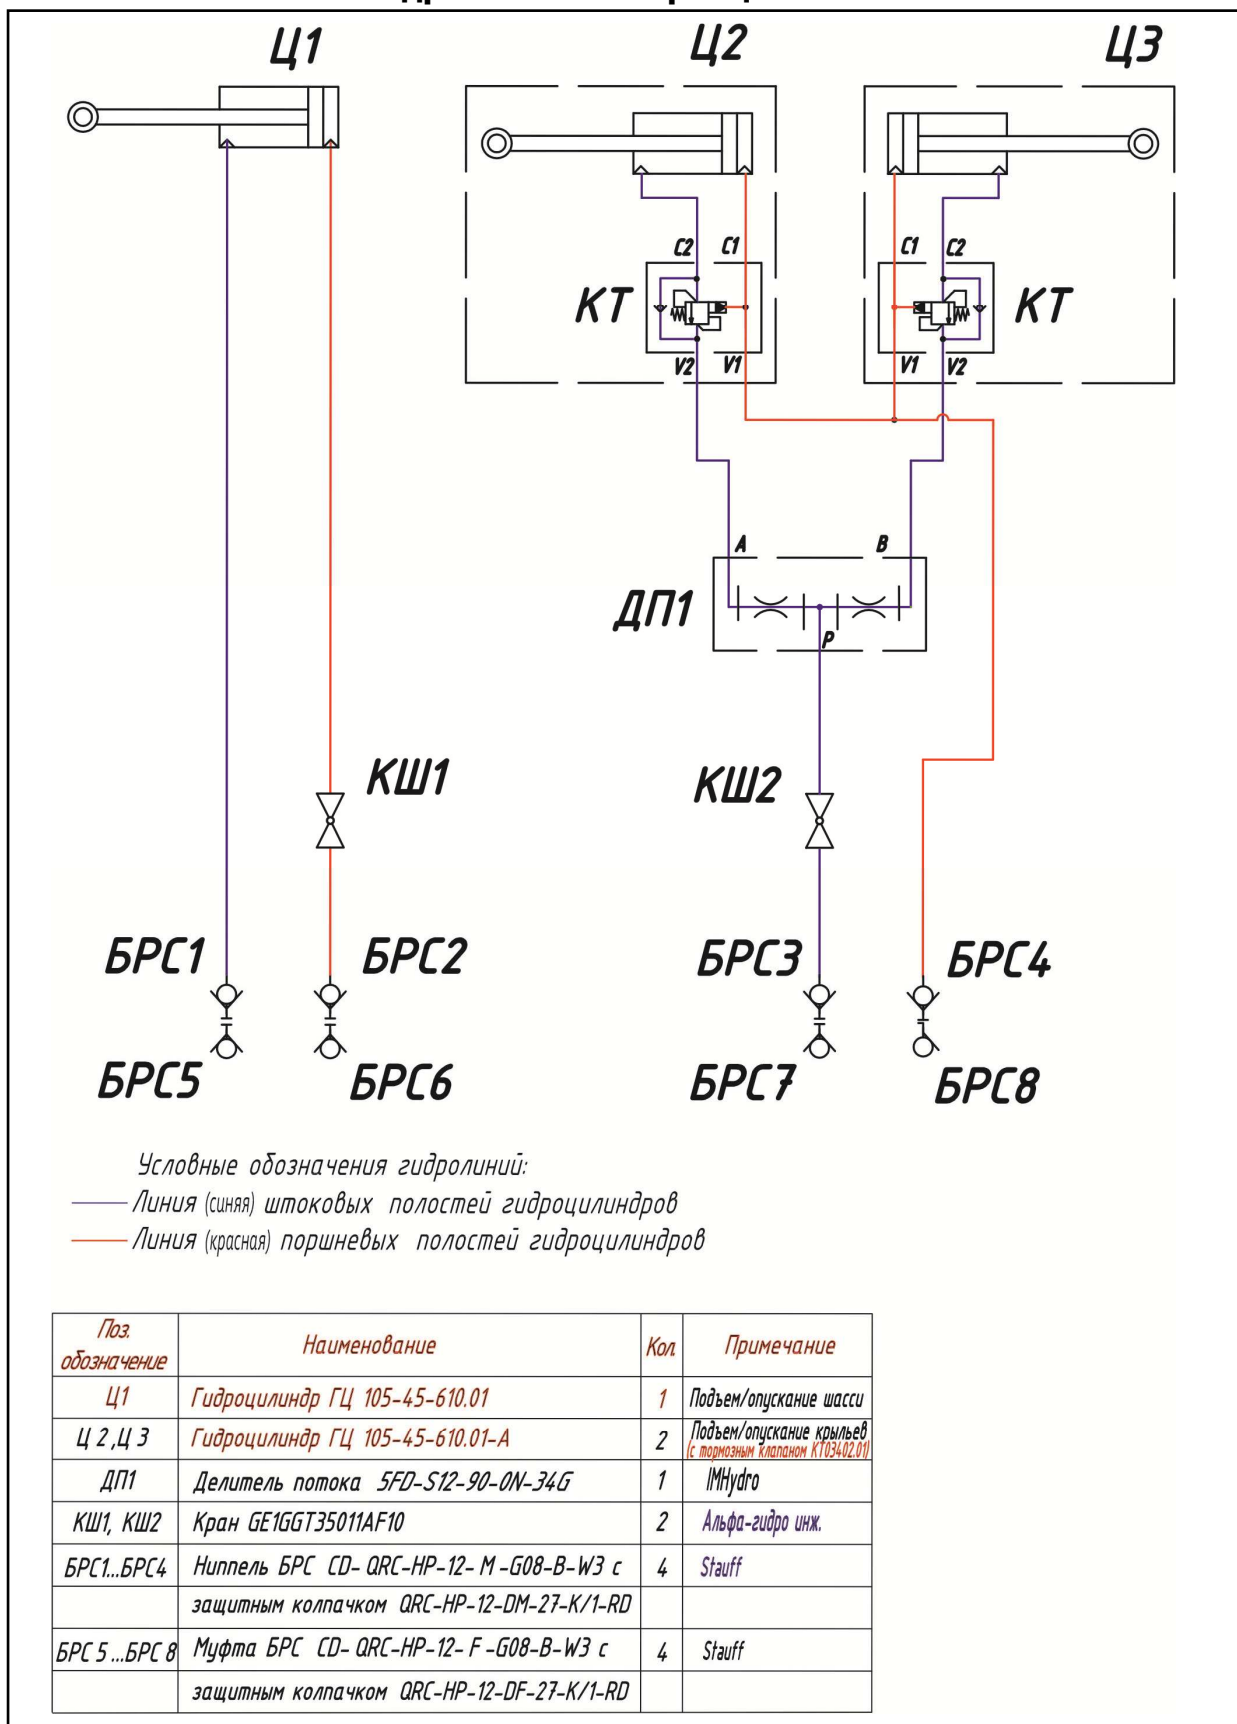 Ц1
Ц2
Ц3
C2 C1
C1 C2
КТ
КТ
V2 V1
V1 V2
A
B
ДП1
P
КШ1
КШ2
БРС1
БРС2
БРС3
БРС4
БРС5
БРС6
БРС7
БРС8
Условные обозначения гидролиний:
Линия (синяя) штоковых полостей гидроцилиндров
Линия (красная) поршневых полостей гидроцилиндров
Поз. обозначение Наименование Кол. Примечание
Ц1 Гидроцилиндр ГЦ 105-45-610.01 1 Подъем/опускание шасси
Ц 2 ,Ц 3 Гидроцилиндр ГЦ 105-45-610.01-А 2 Подъем/опускание крыльев
(с тормозным клапаном КТ03402.01)
ДП1 Делитель потока 5FD-S12-90-0N-34G 1 IMHydro
КШ1, КШ2 Кран GE1GGT35011AF10 2 Альфа-гидро инж.
БРС1...БРС4 Ниппель БРС CD- QRC-HP-12- M -G08-B-W3 с 4 Stauff
защитным колпачком QRC-HP-12-DM-27-K/1-RD
БРС 5 ...БРС 8 Муфта БРС CD- QRC-HP-12- F -G08-B-W3 с 4 Stauff
защитным колпачком QRC-HP-12-DF-27-K/1-RD